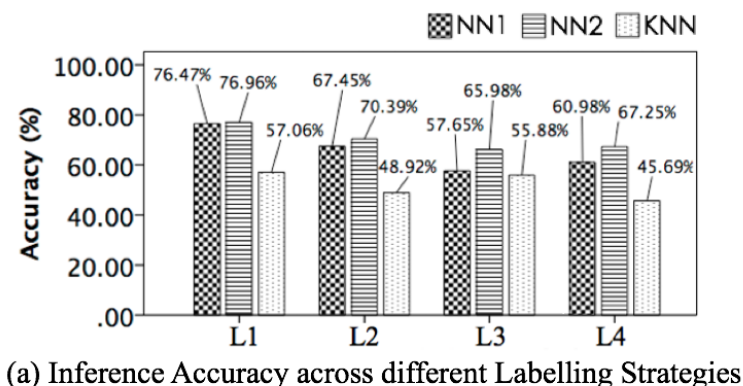 NN1 NN2 KNN
Accuracy (%)
100.00
80.00
60.00
40.00
20.00
.00
76.47% 76.96% 57.06%
67.45% 70.39% 48.92%
57.65% 65.98% 55.88%
60.98% 67.25% 45.69%
L1 L2 L3 L4
(a) Inference Accuracy across different Labelling Strategies